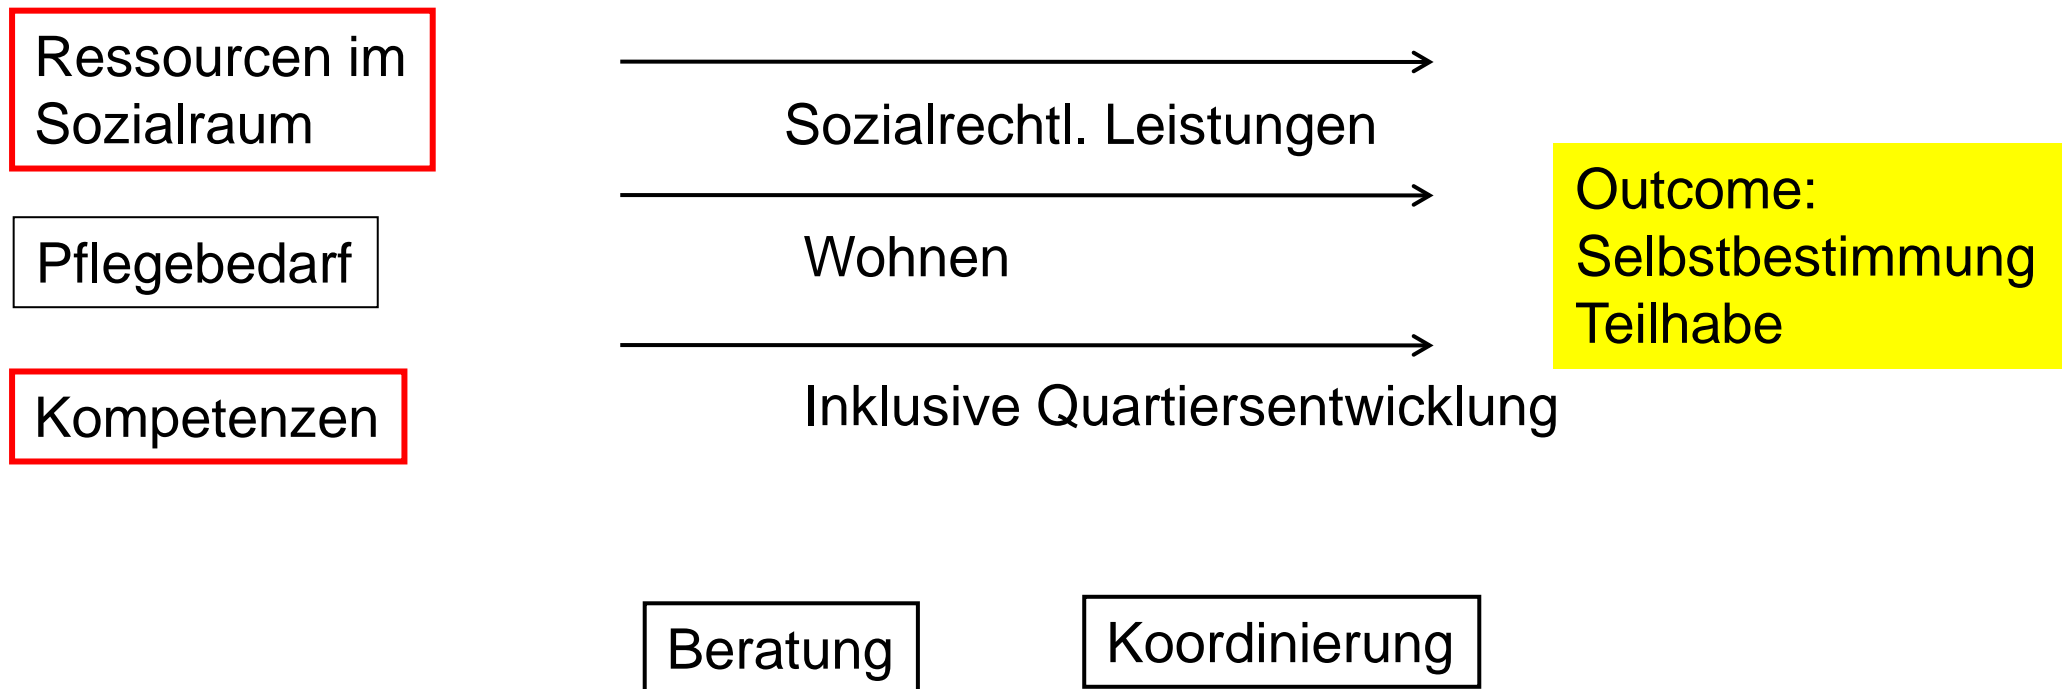 Ressourcen im
Sozialraum
Pflegebedarf
Kompetenzen
Sozialrechtl. Leistungen
Wohnen
Inklusive Quartiersentwicklung
Outcome:
Selbstbestimmung
Teilhabe
Beratung
Koordinierung